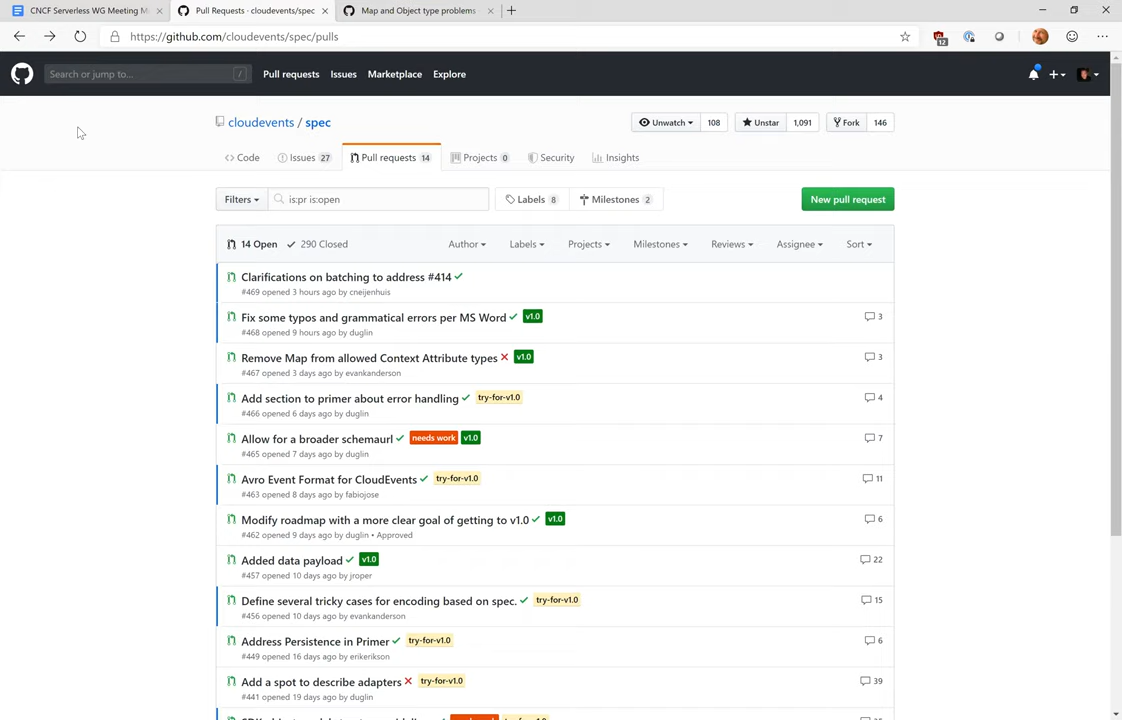 CNCF Serverless WG Meeting M
Pull Requests · cloudevents/spec
Map and Object type problems
https://github.com/cloudevents/spec/pulls
12
Search or jump to...
/
Pull requests
Issues
Marketplace
Explore
cloudevents / spec
Unwatch
108
Unstar
1,091
Fork
146
Code
Issues 27
Pull requests 14
Projects 0
Security
Insights
Filters
is:pr is:open
Labels 8
Milestones 2
New pull request
14 Open
290 Closed
Author
Labels
Projects
Milestones
Reviews
Assignee
Sort
Clarifications on batching to address #414
#469 opened 3 hours ago by cneijenhuis
Fix some typos and grammatical errors per MS Word
v1.0
3
#468 opened 9 hours ago by duglin
Remove Map from allowed Context Attribute types
v1.0
3
#467 opened 3 days ago by evankanderson
Add section to primer about error handling
try-for-v1.0
4
#466 opened 6 days ago by duglin
Allow for a broader schemaurl
needs work
v1.0
7
#465 opened 7 days ago by duglin
Avro Event Format for CloudEvents
try-for-v1.0
11
#463 opened 8 days ago by fabiojose
Modify roadmap with a more clear goal of getting to v1.0
v1.0
6
#462 opened 9 days ago by duglin • Approved
Added data payload
v1.0
22
#457 opened 10 days ago by jroper
Define several tricky cases for encoding based on spec.
try-for-v1.0
15
#456 opened 10 days ago by evankanderson
Address Persistence in Primer
try-for-v1.0
6
#449 opened 16 days ago by erikerikson
Add a spot to describe adapters
try-for-v1.0
39
#441 opened 19 days ago by duglin